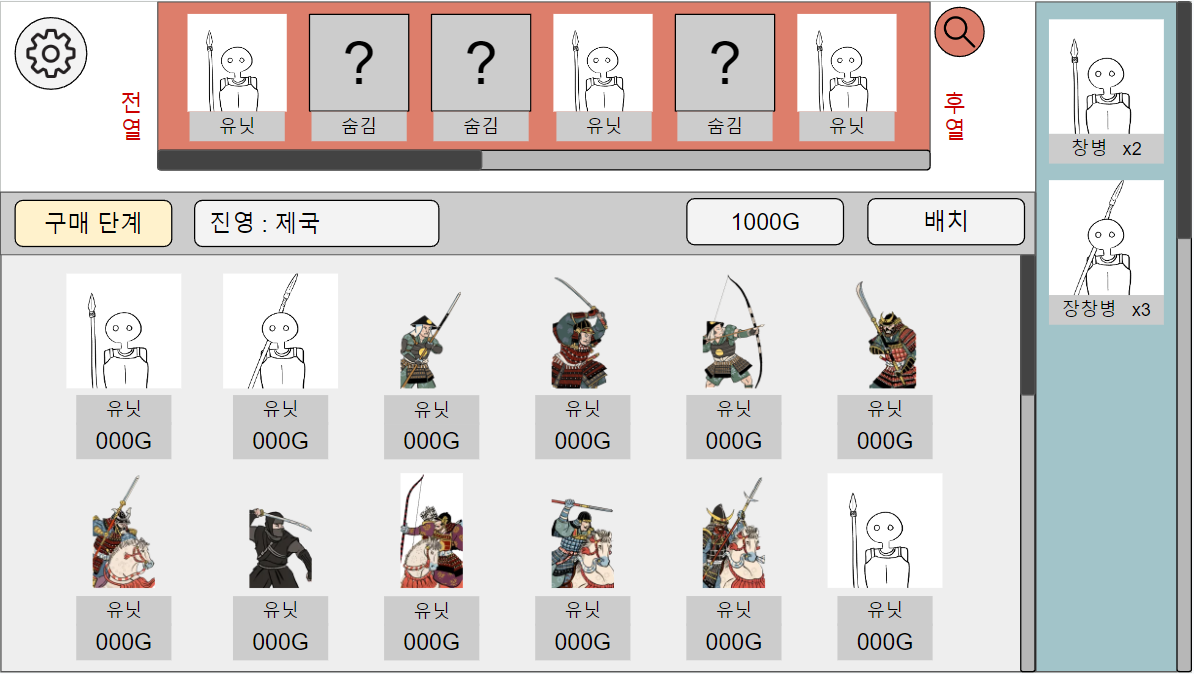 전열
?
?
?
유닛
숨김
숨김
유닛
숨김
유닛
후열
창병 x2
장창병 x3
구매 단계
진영 : 제국
1000G
배치
유닛
유닛
유닛
유닛
유닛
유닛
000G
000G
000G
000G
000G
000G
유닛
유닛
유닛
유닛
유닛
유닛
000G
000G
000G
000G
000G
000G